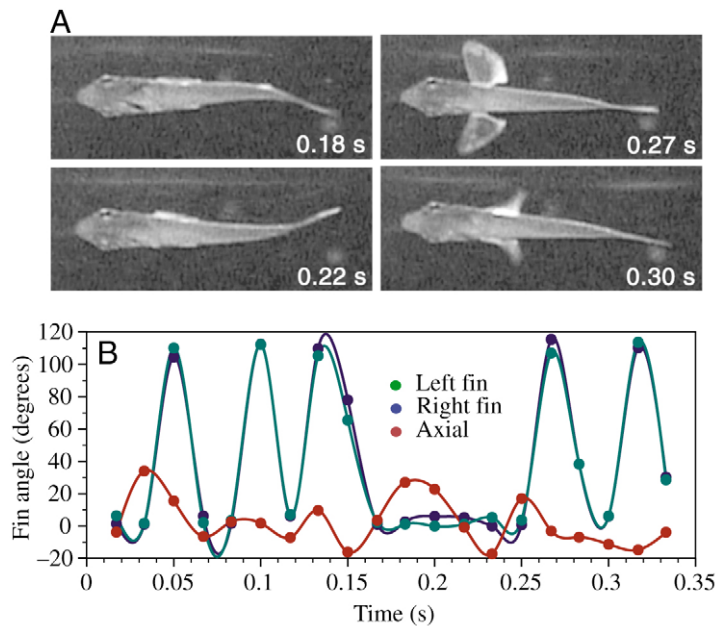 A
0.18 s
0.27 s
0.22 s
0.30 s
B
120
100
80
60
40
20
0
−20
Fin angle (degrees)
Left fin
Right fin
Axial
0
0.05
0.1
0.15
0.2
0.25
0.3
0.35
Time (s)